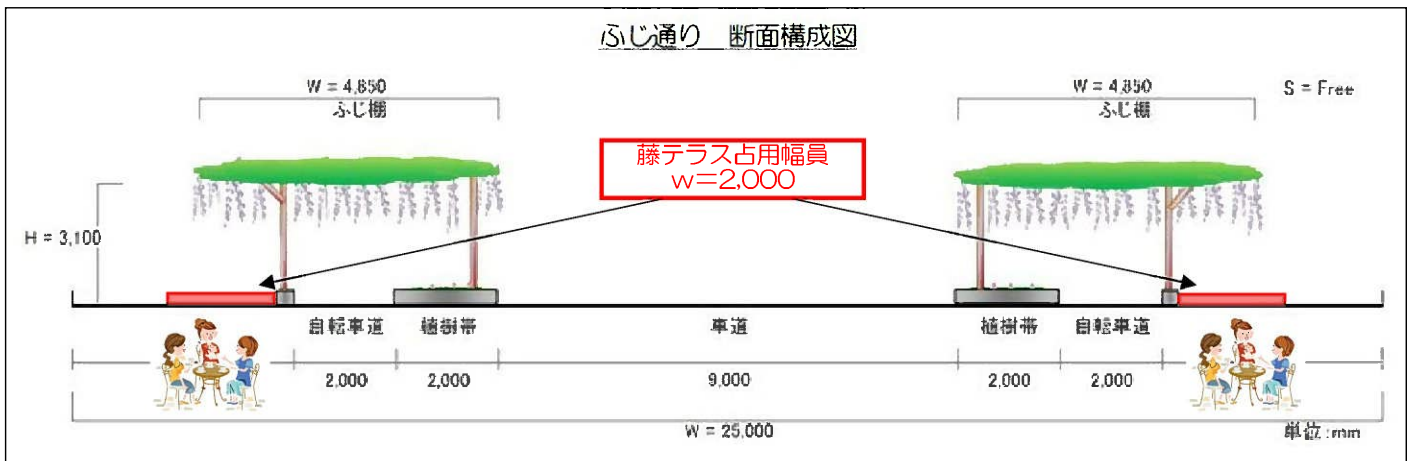 ふじ通り 断面構成図
W = 4,850
ふじ棚
W = 4,850
ふじ棚
S = Free
藤テラス占用幅員
w=2,000
H = 3,100
自転車道
植樹帯
車道
植樹帯
自転車道
2,000
2,000
9,000
2,000
2,000
W = 25,000
単位:mm